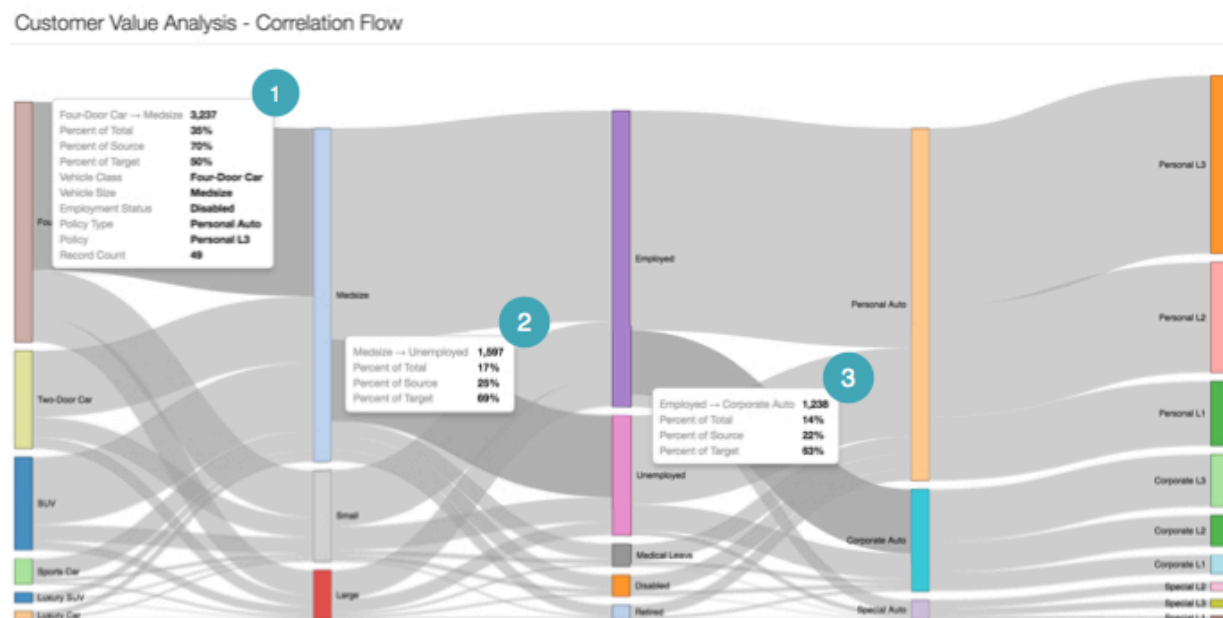 Customer Value Analysis - Correlation Flow
1
Four-Door Car → Medsize 3,237
Percent of Total 35%
Percent of Source 70%
Percent of Target 50%
Vehicle Class Four-Door Car
Vehicle Size Medsize
Employment Status Disabled
Policy Type Personal Auto
Policy Personal L3
Record Count 49
Fou
Two-Door Car
SUV
Sports Car
Luxury SUV
Luxury Car
Medsize
Small
Large
2
Medsize → Unemployed 1,597
Percent of Total 17%
Percent of Source 25%
Percent of Target 69%
Employed
Unemployed
Medical Leave
Disabled
Retired
3
Employed → Corporate Auto 1,238
Percent of Total 14%
Percent of Source 22%
Percent of Target 63%
Personal Auto
Corporate Auto
Special Auto
Personal L3
Personal L2
Personal L1
Corporate L3
Corporate L2
Corporate L1
Special L2
Special L3
Special L1